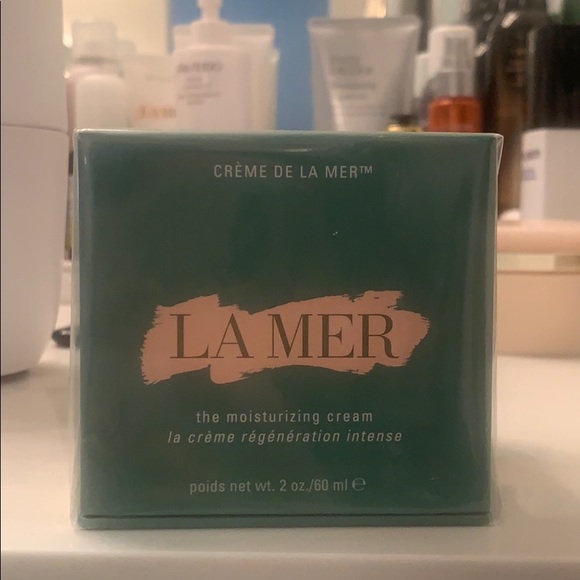 CRÈME DE LA MER™
LA MER
the moisturizing cream
la crème régénération intense
poids net wt. 2 oz./60 ml ℮